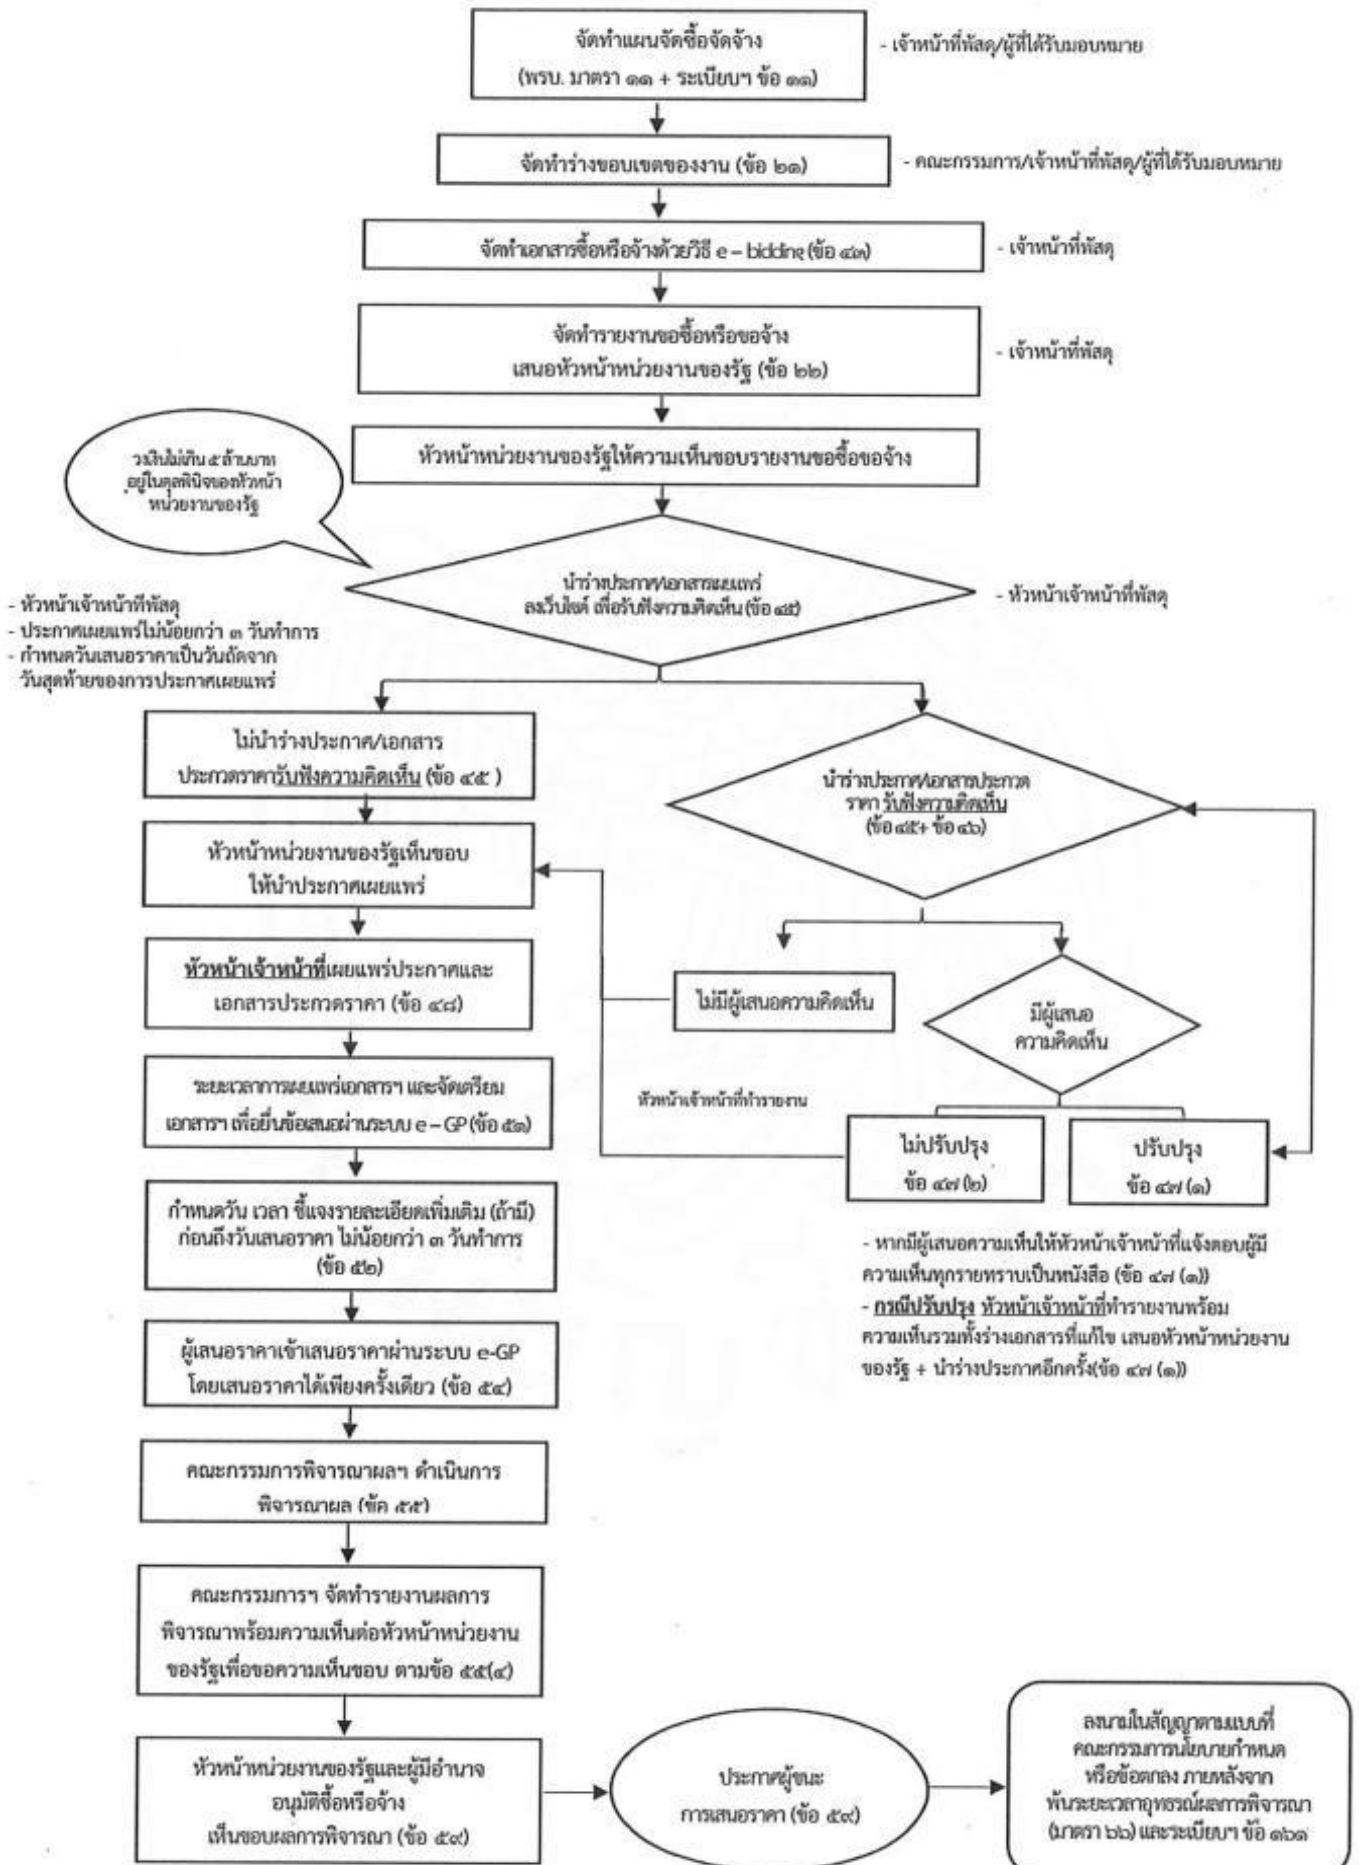 จัดทำแผนจัดซื้อจัดจ้าง
(พรบ. มาตรา ๑๑ + ระเบียบฯ ข้อ ๑๑)
- เจ้าหน้าที่พัสดุ/ผู้ที่ได้รับมอบหมาย
จัดทำร่างขอบเขตของงาน (ข้อ ๒๑)
- คณะกรรมการ/เจ้าหน้าที่พัสดุ/ผู้ที่ได้รับมอบหมาย
จัดทำเอกสารซื้อหรือจ้างด้วยวิธี e – bidding (ข้อ ๔๓)
- เจ้าหน้าที่พัสดุ
จัดทำรายงานขอซื้อหรือขอจ้าง
เสนอหัวหน้าหน่วยงานของรัฐ (ข้อ ๒๒)
- เจ้าหน้าที่พัสดุ
หัวหน้าหน่วยงานของรัฐให้ความเห็นขอบรายงานขอซื้อขอจ้าง
วงเงินไม่เกิน ๕ ล้านบาท
อยู่ในดุลพินิจของหัวหน้า
หน่วยงานของรัฐ
นำร่างประกาศ/เอกสารเผยแพร่
ลงเว็บไซต์ เพื่อรับฟังความคิดเห็น (ข้อ ๔๕)
- หัวหน้าเจ้าหน้าที่พัสดุ
- หัวหน้าเจ้าหน้าที่พัสดุ
- ประกาศเผยแพร่ไม่น้อยกว่า ๓ วันทำการ
- กำหนดวันเสนอราคาเป็นวันถัดจาก
วันสุดท้ายของการประกาศเผยแพร่
ไม่นำร่างประกาศ/เอกสาร
ประกวดราคารับฟังความคิดเห็น (ข้อ ๔๕ )
นำร่างประกาศ/เอกสารประกวด
ราคา รับฟังความคิดเห็น
(ข้อ ๔๕+ ข้อ ๔๖)
หัวหน้าหน่วยงานของรัฐเห็นชอบ
ให้นำประกาศเผยแพร่
หัวหน้าเจ้าหน้าที่เผยแพร่ประกาศและ
เอกสารประกวดราคา (ข้อ ๔๘)
ไม่มีผู้เสนอความคิดเห็น
มีผู้เสนอ
ความคิดเห็น
ระยะเวลาการเผยแพร่เอกสารฯ และจัดเตรียม
เอกสารฯ เพื่อยื่นข้อเสนอผ่านระบบ e – GP (ข้อ ๕๑)
หัวหน้าเจ้าหน้าที่ทำรายงาน
ไม่ปรับปรุง
ข้อ ๔๗ (๒)
ปรับปรุง
ข้อ ๔๗ (๑)
กำหนดวัน เวลา ชี้แจงรายละเอียดเพิ่มเติม (ถ้ามี)
ก่อนถึงวันเสนอราคา ไม่น้อยกว่า ๓ วันทำการ
(ข้อ ๕๒)
- หากมีผู้เสนอความเห็นให้หัวหน้าเจ้าหน้าที่แจ้งตอบผู้มี
ความเห็นทุกรายทราบเป็นหนังสือ (ข้อ ๔๗ (๑))
- กรณีปรับปรุง หัวหน้าเจ้าหน้าที่ทำรายงานพร้อม
ความเห็นรวมทั้งร่างเอกสารที่แก้ไข เสนอหัวหน้าหน่วยงาน
ของรัฐ + นำร่างประกาศอีกครั้ง(ข้อ ๔๗ (๑))
ผู้เสนอราคาเข้าเสนอราคาผ่านระบบ e-GP
โดยเสนอราคาได้เพียงครั้งเดียว (ข้อ ๕๔)
คณะกรรมการพิจารณาผลฯ ดำเนินการ
พิจารณาผล (ข้อ ๕๕)
คณะกรรมการฯ จัดทำรายงานผลการ
พิจารณาพร้อมความเห็นต่อหัวหน้าหน่วยงาน
ของรัฐเพื่อขอความเห็นขอบ ตามข้อ ๕๕(๔)
หัวหน้าหน่วยงานของรัฐและผู้มีอำนาจ
อนุมัติซื้อหรือจ้าง
เห็นชอบผลการพิจารณา (ข้อ ๕๙)
ประกาศผู้ชนะ
การเสนอราคา (ข้อ ๕๙)
ลงนามในสัญญาตามแบบที่
คณะกรรมการนโยบายกำหนด
หรือข้อตกลง ภายหลังจาก
พ้นระยะเวลาอุทธรณ์ผลการพิจารณา
(มาตรา ๖๖) และระเบียบฯ ข้อ ๑๖๑